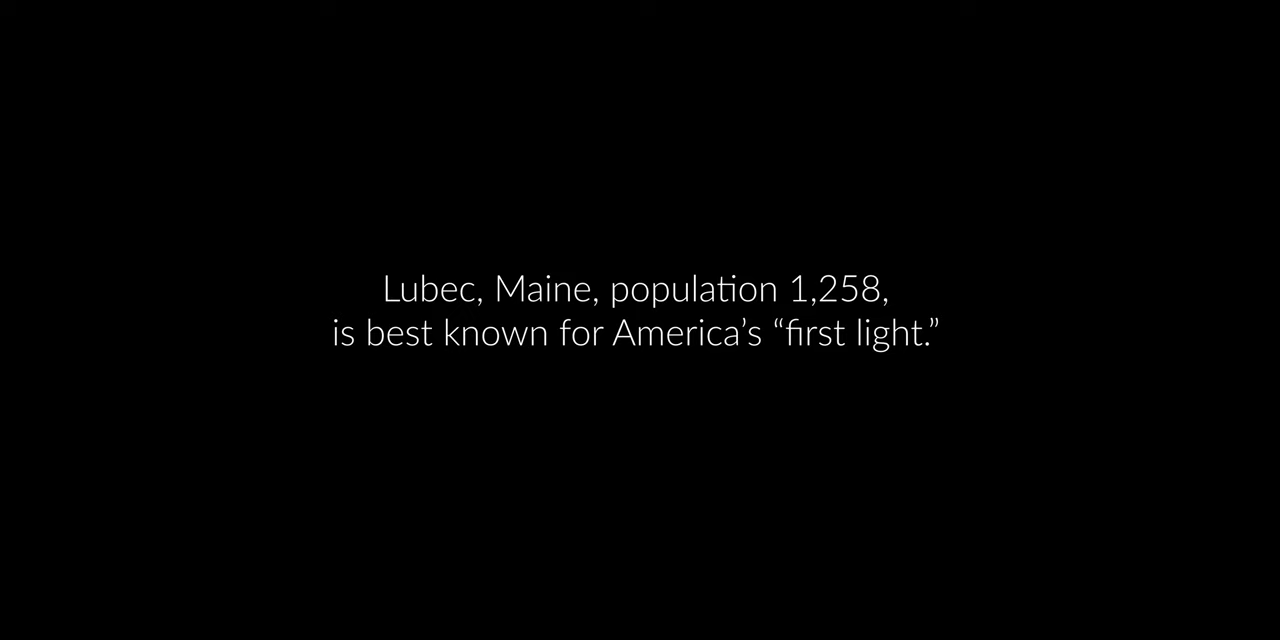 Lubec, Maine, population 1,258,
is best known for America’s “first light.”